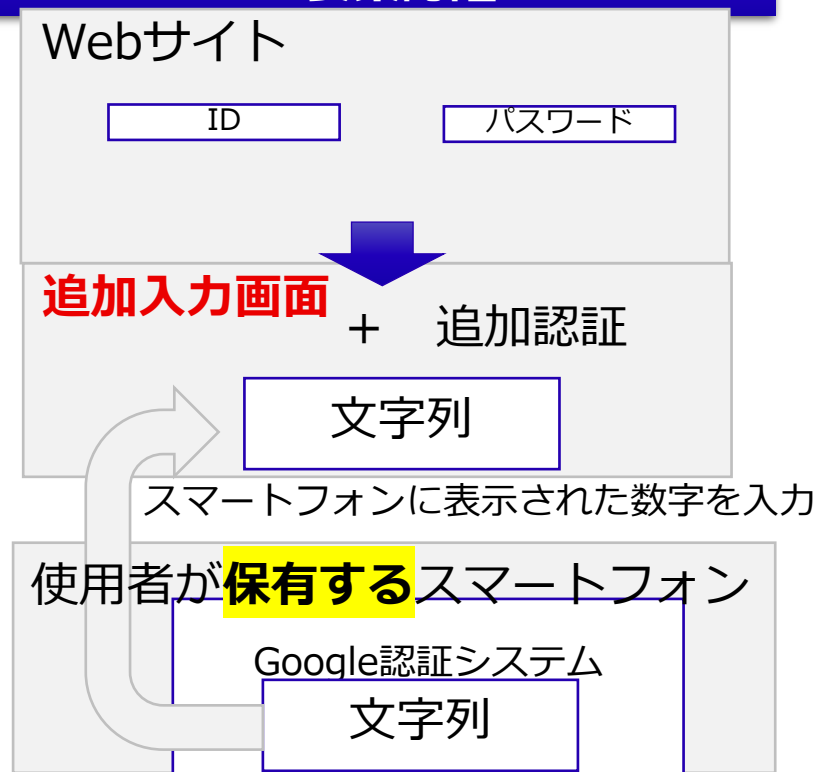 Webサイト
ID
パスワード
追加入力画面
+ 追加認証
文字列
スマートフォンに表示された数字を入力
使用者が保有するスマートフォン
Google認証システム
文字列